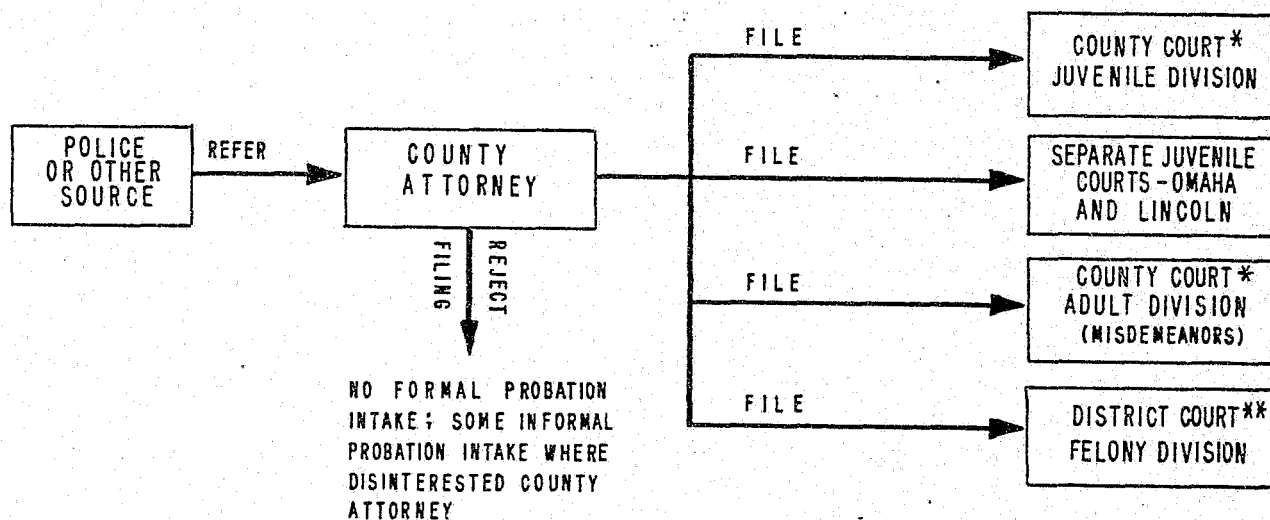 POLICE
OR OTHER
SOURCE
REFER
COUNTY
ATTORNEY
REJECT
FILING
NO FORMAL PROBATION
INTAKE; SOME INFORMAL
PROBATION INTAKE WHERE
DISINTERESTED COUNTY
ATTORNEY
FILE
COUNTY COURT*
JUVENILE DIVISION
FILE
SEPARATE JUVENILE
COURTS-OMAHA
AND LINCOLN
FILE
COUNTY COURT*
ADULT DIVISION
(MISDEMEANORS)
FILE
DISTRICT COURT**
FELONY DIVISION